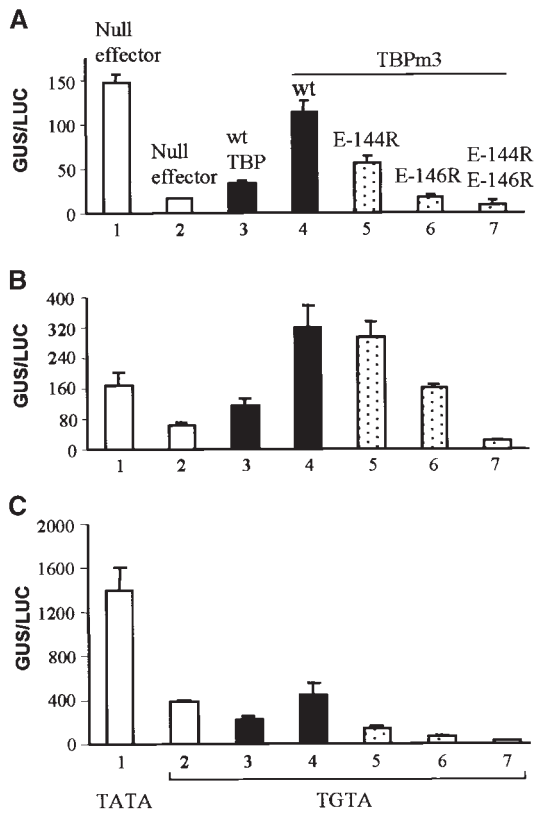 A
Null
effector
TBPm3
wt
Null
effector
wt
TBP
E-144R
E-146R
E-144R
E-146R
GUS/LUC
150
100
50
0
1 2 3 4 5 6 7
B
GUS/LUC
400
320
240
160
80
0
1 2 3 4 5 6 7
C
GUS/LUC
2000
1600
1200
800
400
0
1 2 3 4 5 6 7
TATA TGTA